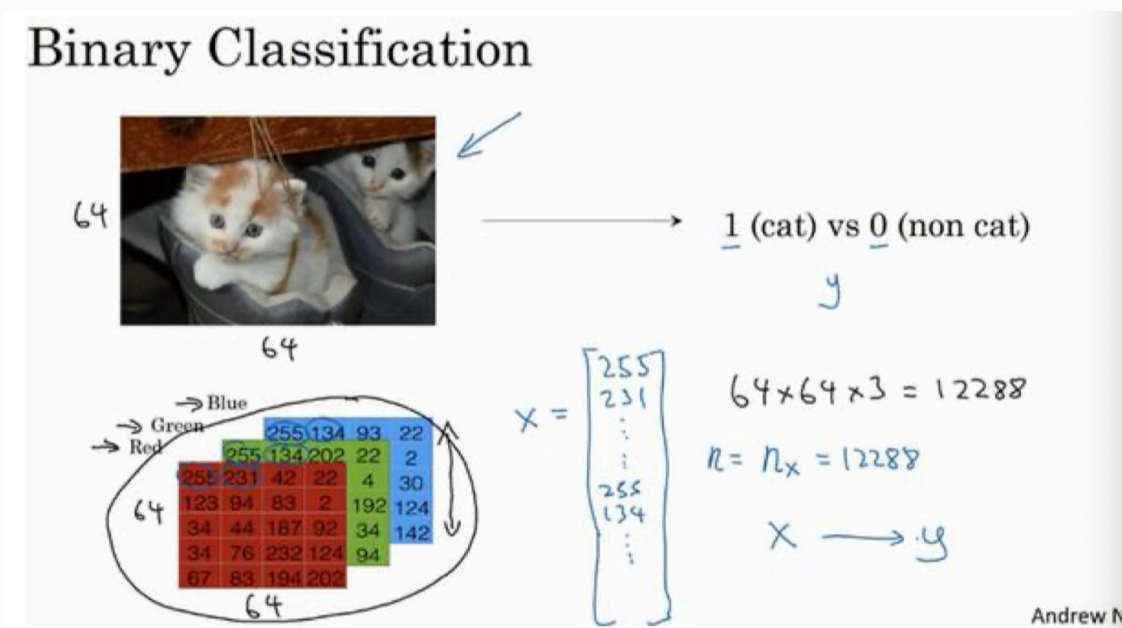 Binary Classification
64
1 (cat) vs 0 (non cat)
y
64
→ Blue
→ Green
→ Red
255 134 93 22
255 134 202 22 2
255 231 42 22 4 30
123 94 83 2 192 124
34 44 187 92 34 142
34 76 232 124 94
67 83 194 202
64
64
x =
255
231
⋮
255
134
⋮
64 x 64 x 3 = 12288
n = nₓ = 12288
x → y
Andrew N